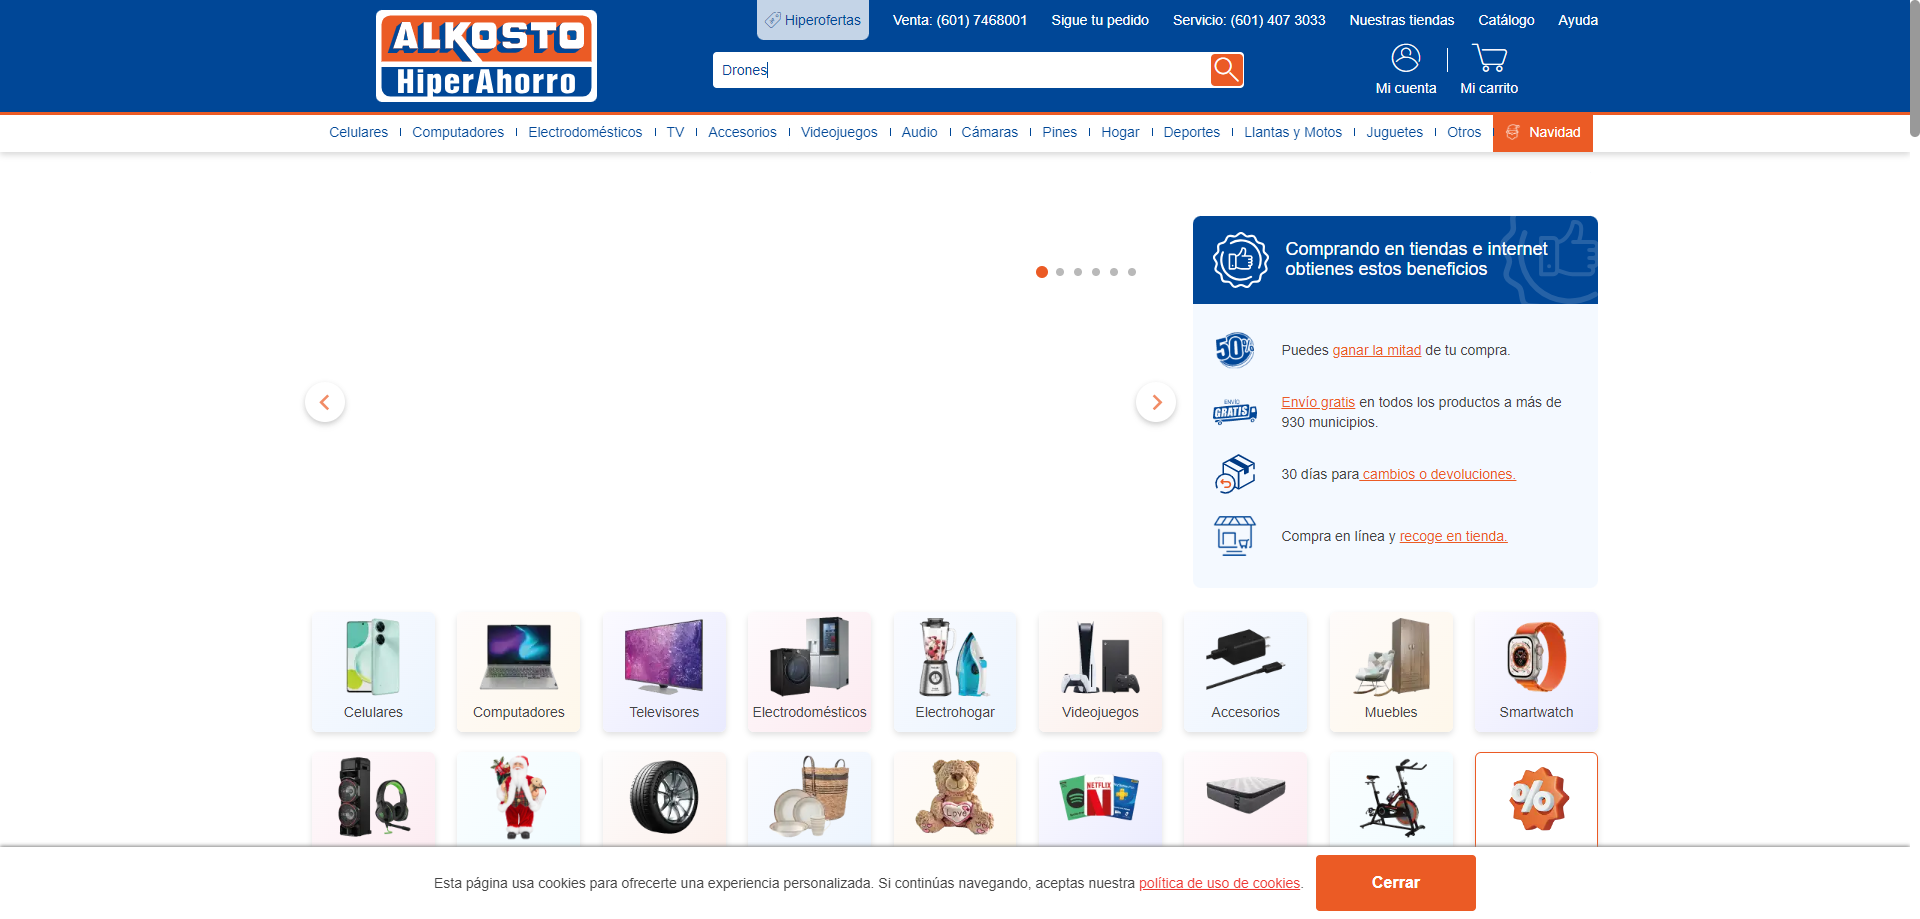 Hiperofertas
Venta: (601) 7468001
Sigue tu pedido
Servicio: (601) 407 3033
Nuestras tiendas
Catálogo
Ayuda
ALKOSTO
HiperAhorro
Drones
Mi cuenta
Mi carrito
Celulares
Computadores
Electrodomésticos
TV
Accesorios
Videojuegos
Audio
Cámaras
Pines
Hogar
Deportes
Llantas y Motos
Juguetes
Otros
Navidad
Comprando en tiendas e internet
obtienes estos beneficios
50%
Puedes ganar la mitad de tu compra.
ENVÍO
GRATIS
Envío gratis en todos los productos a más de
930 municipios.
30 días para cambios o devoluciones.
Compra en línea y recoge en tienda.
Celulares
Computadores
Televisores
Electrodomésticos
Electrohogar
Videojuegos
Accesorios
Muebles
Smartwatch
Love
NETFLIX
%
Esta página usa cookies para ofrecerte una experiencia personalizada. Si continúas navegando, aceptas nuestra política de uso de cookies.
Cerrar